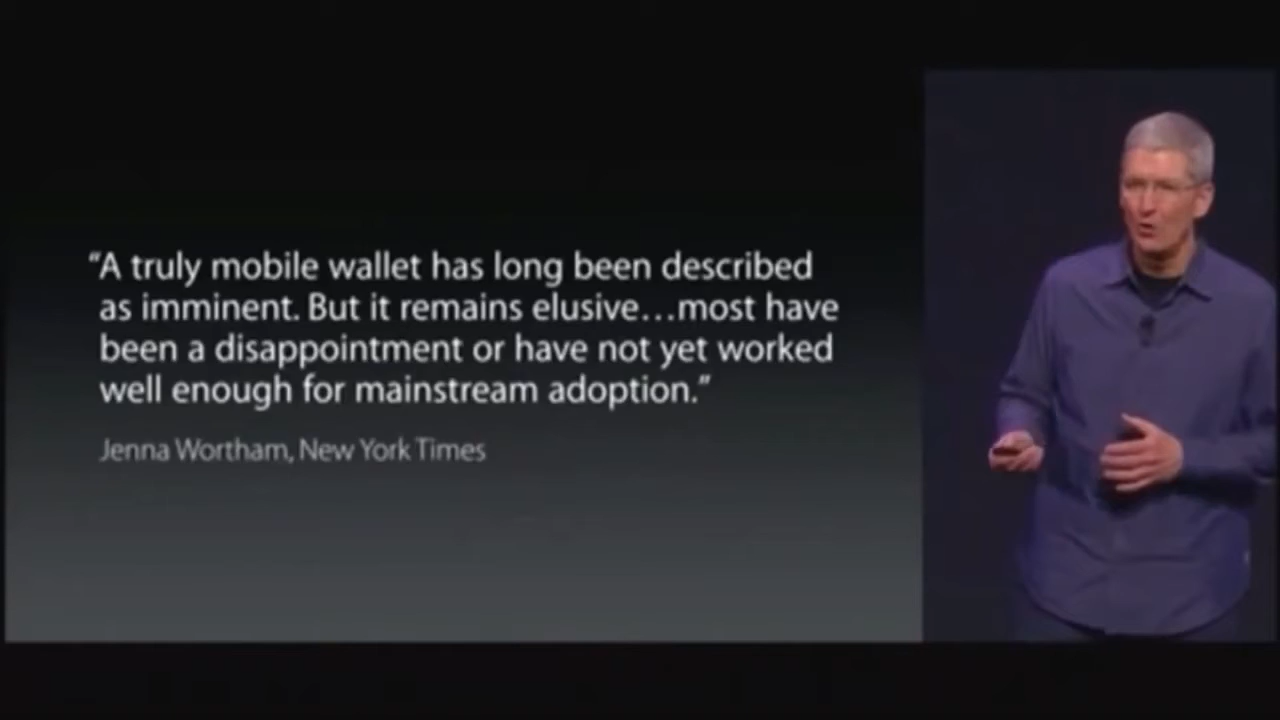 “A truly mobile wallet has long been described
as imminent. But it remains elusive…most have
been a disappointment or have not yet worked
well enough for mainstream adoption.”
Jenna Wortham, New York Times